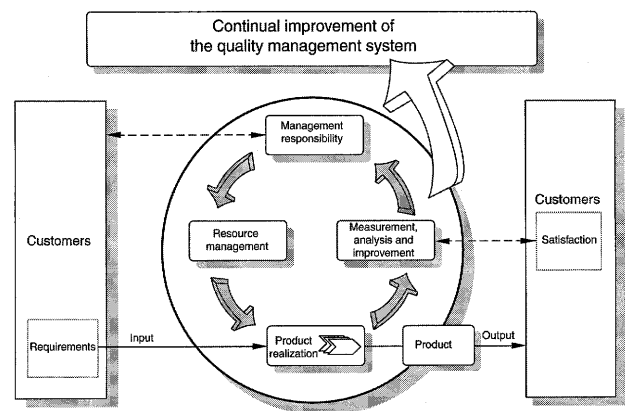 Continual improvement of
the quality management system
Management
responsibility
Customers
Customers
Resource
management
Measurement,
analysis and
improvement
Satisfaction
Requirements
Input
Product
realization
Product
Output